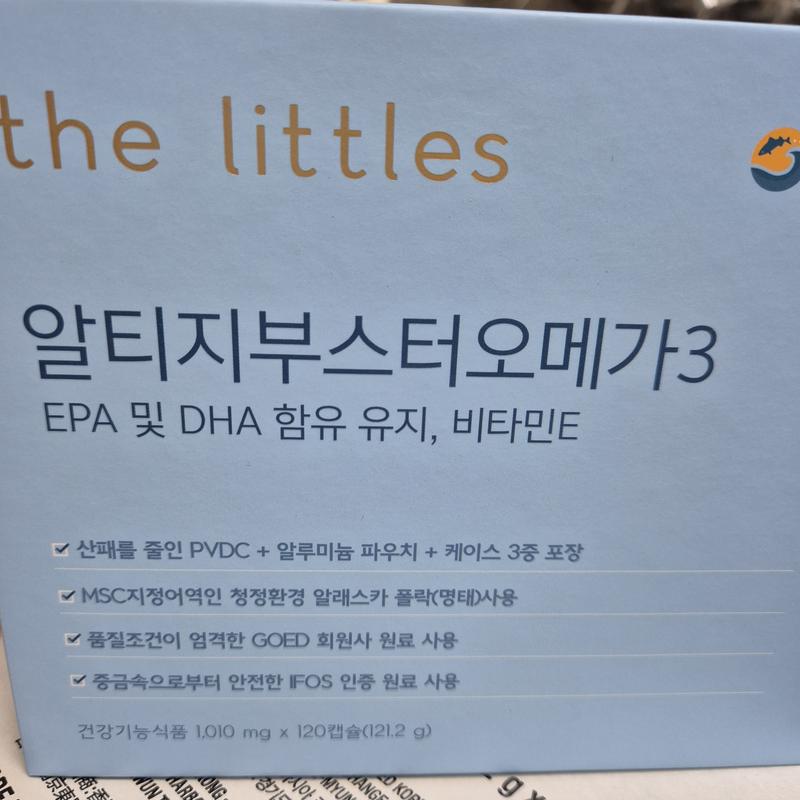 the littles
알티지부스터오메가3
EPA 및 DHA 함유 유지, 비타민E
산패를 줄인 PVDC + 알루미늄 파우치 + 케이스 3중 포장
MSC지정어역인 청정환경 알래스카 폴락(명태)사용
품질조건이 엄격한 GOED 회원사 원료 사용
중금속으로부터 안전한 IFOS 인증 원료 사용
건강기능식품 1,010 mg x 120캡슐(121.2 g)